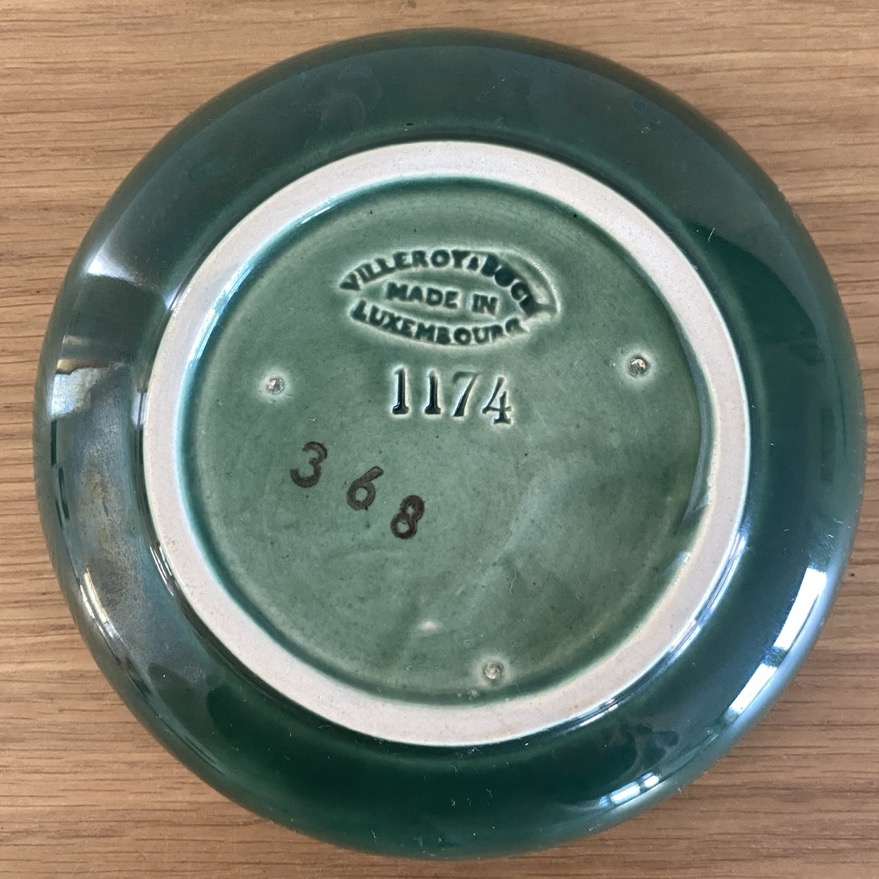 VILLEROY & BOCH
MADE IN
LUXEMBOURG
1174
368